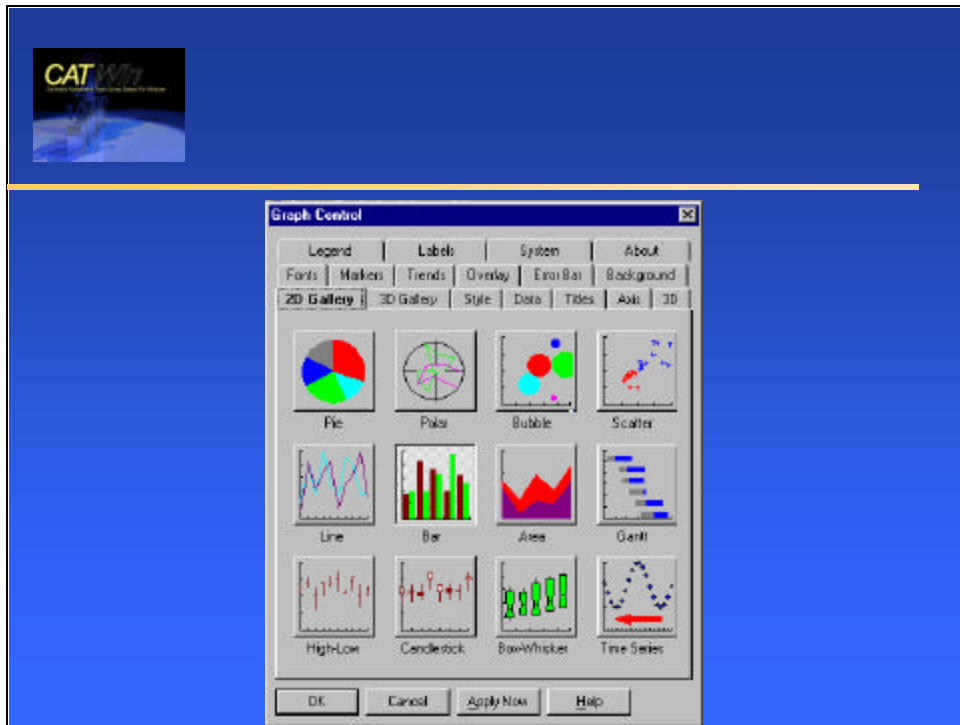 CATWin
Graph Control
Legend Labels System About
Fonts Markers Trends Overlay Error Bar Background
2D Gallery 3D Gallery Style Data Titles Axis 3D
Pie Polar Bubble Scatter
Line Bar Area Gantt
High-Low Candlestick Box-Whisker Time Series
OK Cancel Apply Now Help